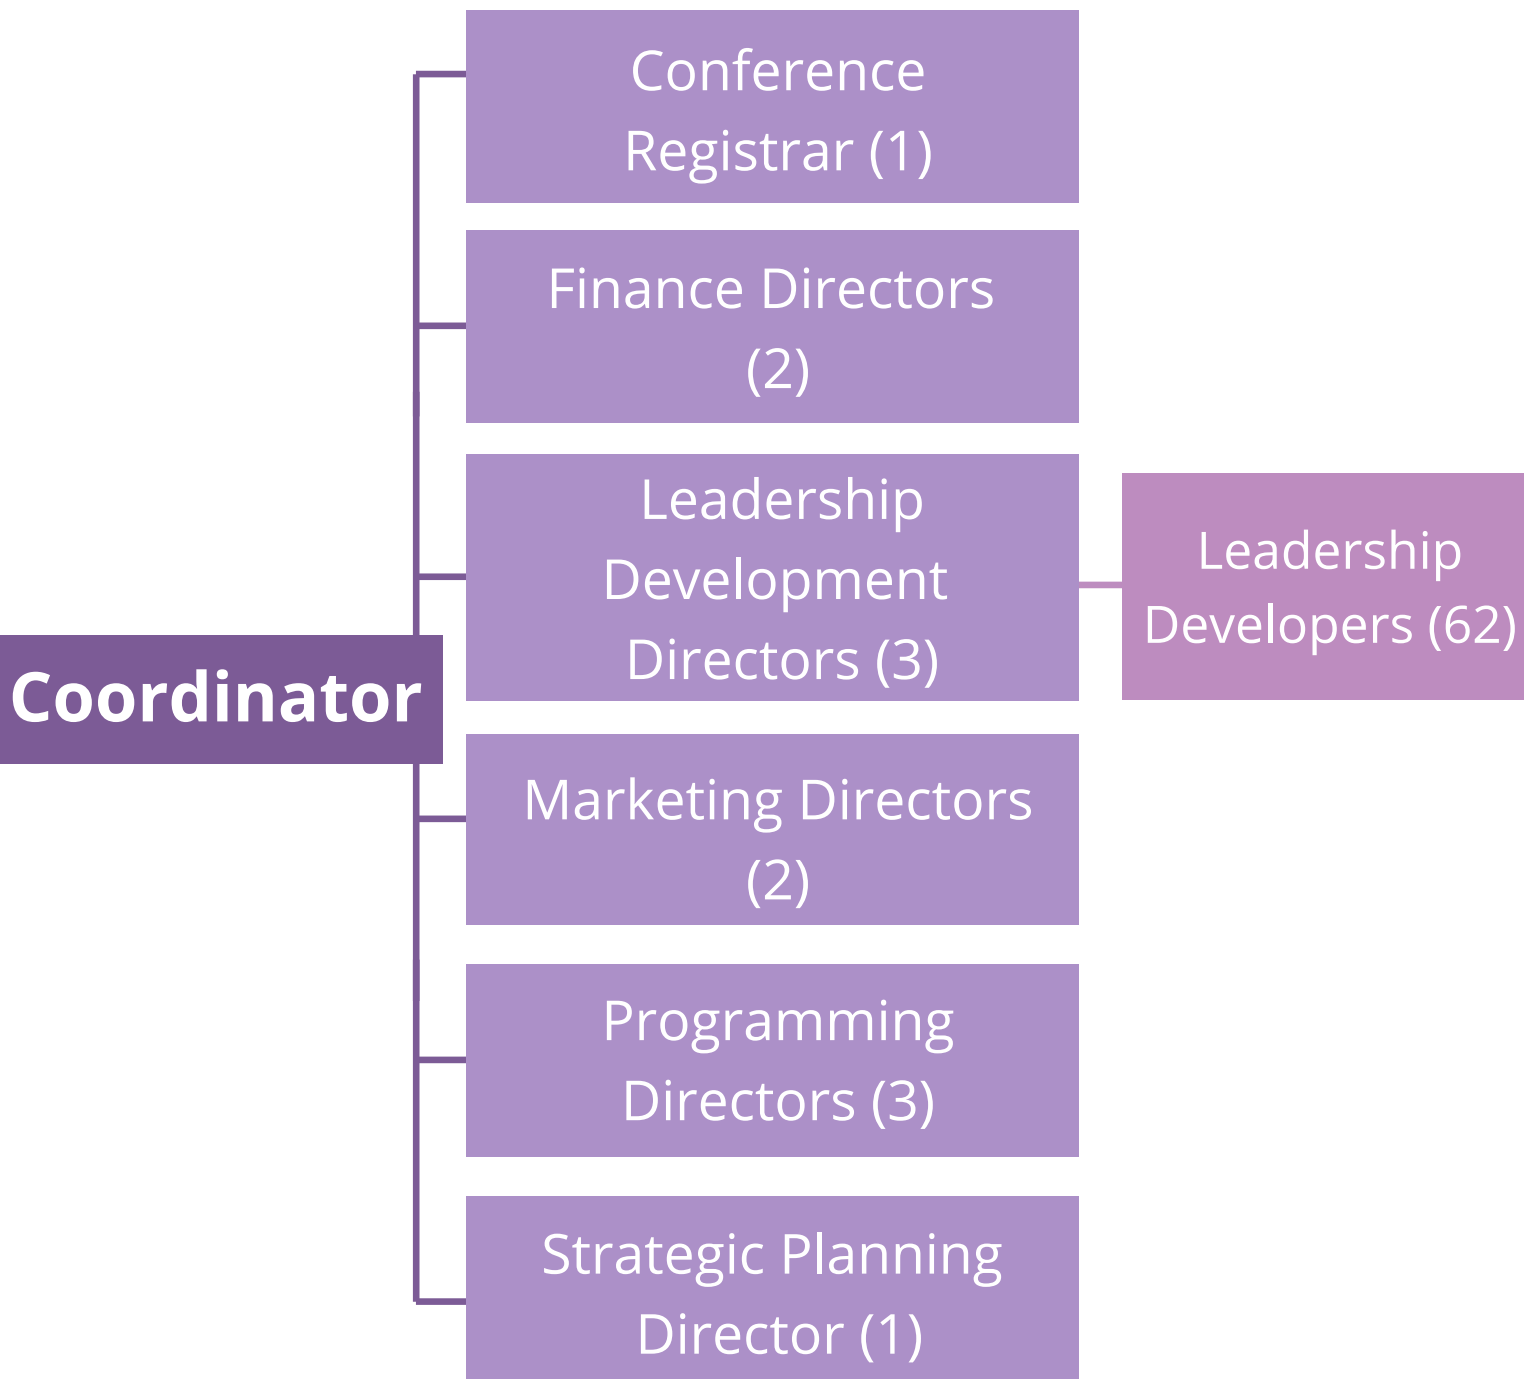 Conference
Registrar (1)
Finance Directors
(2)
Leadership
Development
Directors (3)
Leadership
Developers (62)
Coordinator
Marketing Directors
(2)
Programming
Directors (3)
Strategic Planning
Director (1)